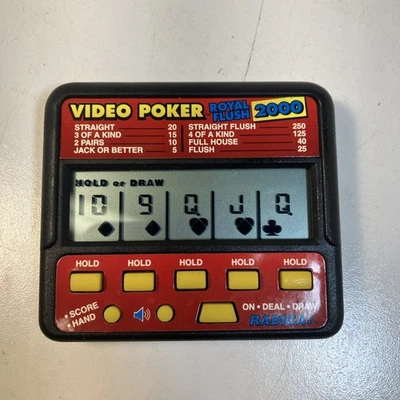 VIDEO POKER ROYAL FLUSH 2000
STRAIGHT 20 STRAIGHT FLUSH 250
3 OF A KIND 15 4 OF A KIND 125
2 PAIRS 10 FULL HOUSE 40
JACK OR BETTER 5 FLUSH 25
HOLD or DRAW
10 9 Q J Q
HOLD HOLD HOLD HOLD HOLD
• SCORE
• HAND
ON • DEAL • DRAW
RADICA